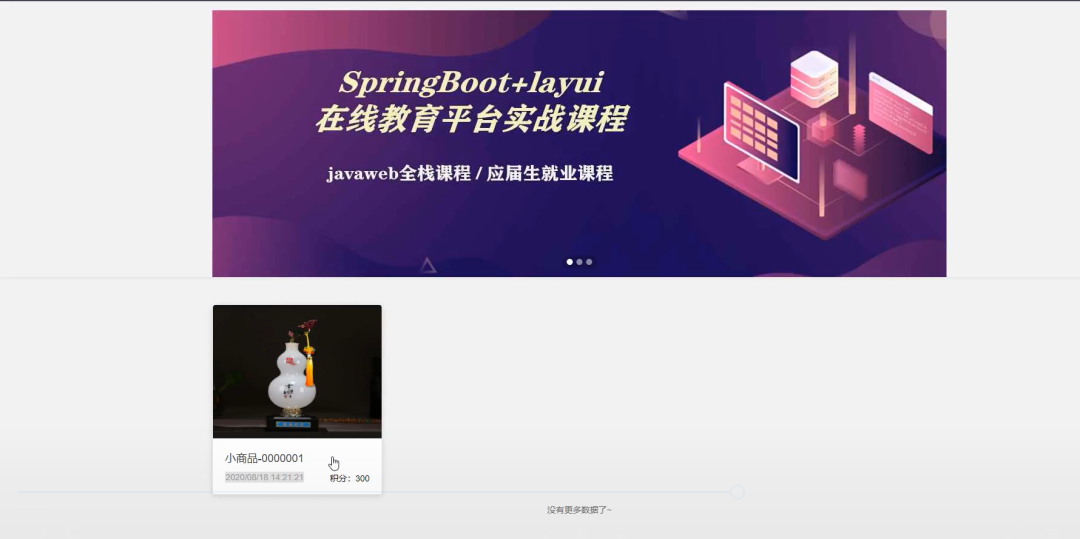 SpringBoot+layui
在线教育平台实战课程
javaweb全栈课程 / 应届生就业课程
小商品-0000001
2020/08/18 14:21:21
积分：300
没有更多数据了~